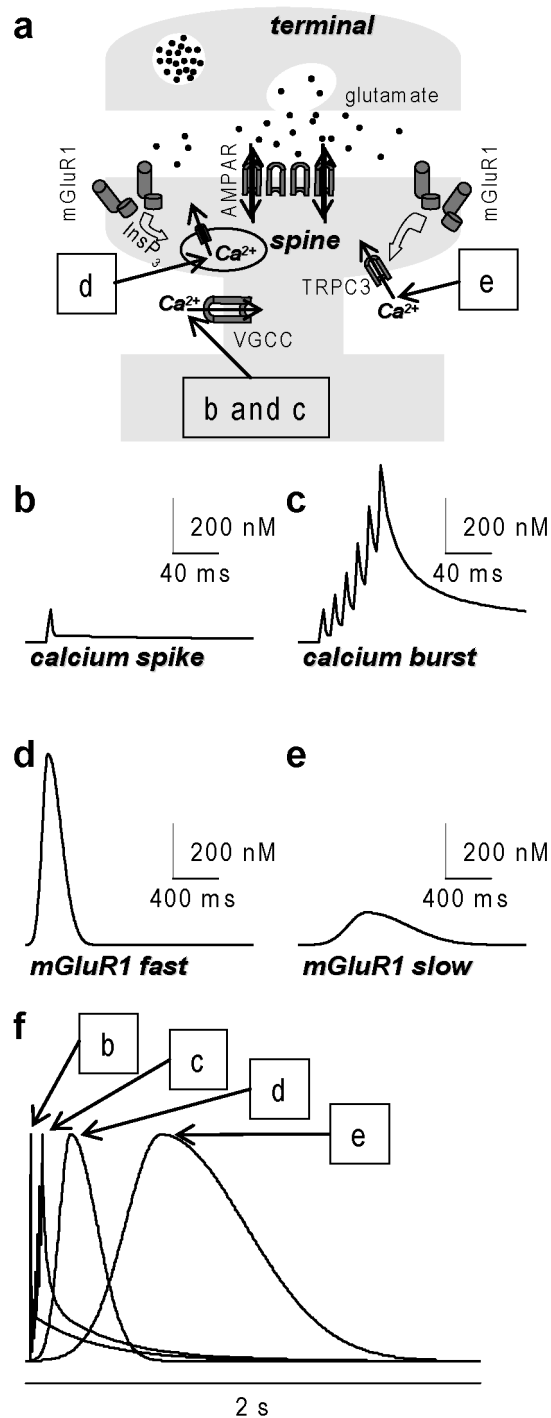 a
terminal
glutamate
mGluR1
AMPAR
mGluR1
InsP3
Ca2+
spine
d
TRPC3
e
Ca2+
Ca2+
VGCC
b and c
b
200 nM
40 ms
calcium spike
c
200 nM
40 ms
calcium burst
d
200 nM
400 ms
mGluR1 fast
e
200 nM
400 ms
mGluR1 slow
f
b
c
d
e
2 s